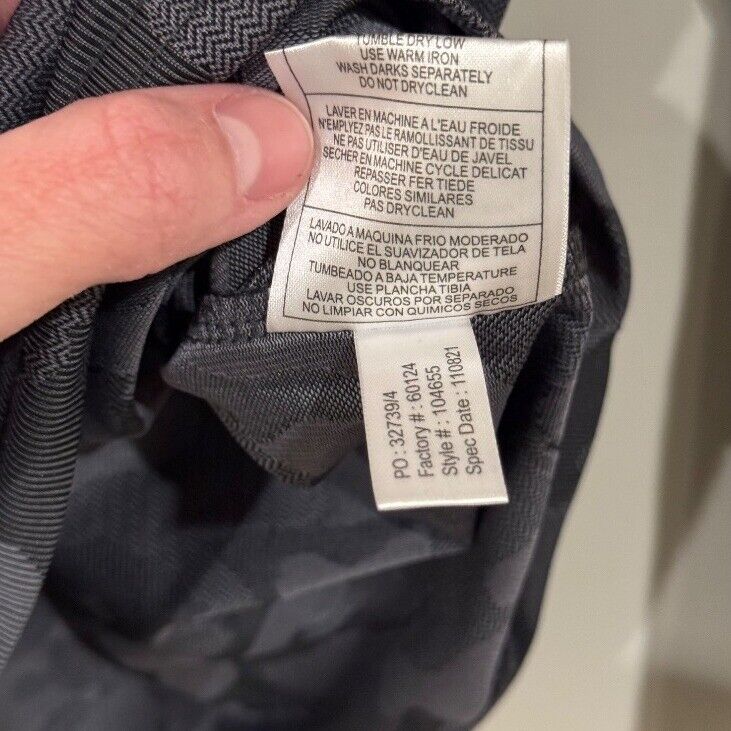 TUMBLE DRY LOW
USE WARM IRON
WASH DARKS SEPARATELY
DO NOT DRYCLEAN
LAVER EN MACHINE A L'EAU FROIDE
N'EMPLYEZ PAS LE RAMOLLISSANT DE TISSU
NE PAS UTILISER D'EAU DE JAVEL
SECHER EN MACHINE CYCLE DELICAT
REPASSER FER TIEDE
COLORES SIMILARES
PAS DRYCLEAN
LAVADO A MAQUINA FRIO MODERADO
NO UTILICE EL SUAVIZADOR DE TELA
NO BLANQUEAR
TUMBEADO A BAJA TEMPERATURE
USE PLANCHA TIBIA
LAVAR OSCUROS POR SEPARADO
NO LIMPIAR CON QUIMICOS SECOS
PO : 32739/4
Factory # : 60124
Style # : 104655
Spec Date : 110821